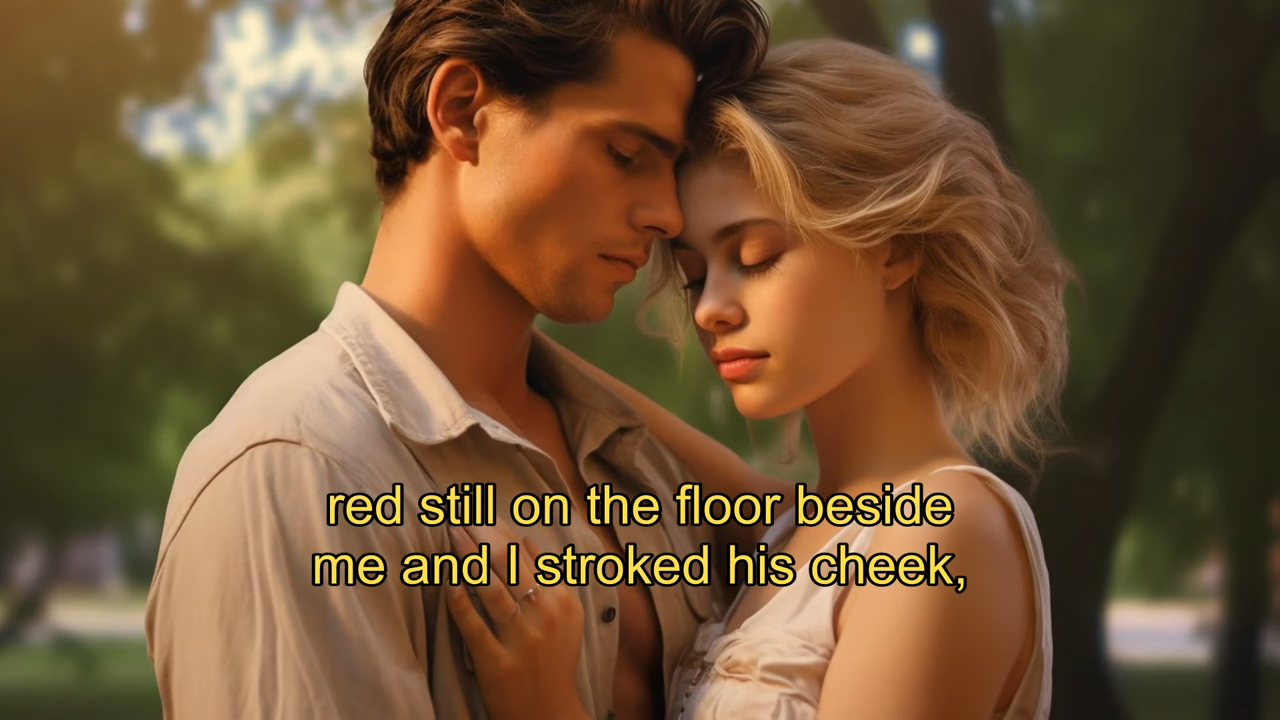 red still on the floor beside
me and I stroked his cheek,